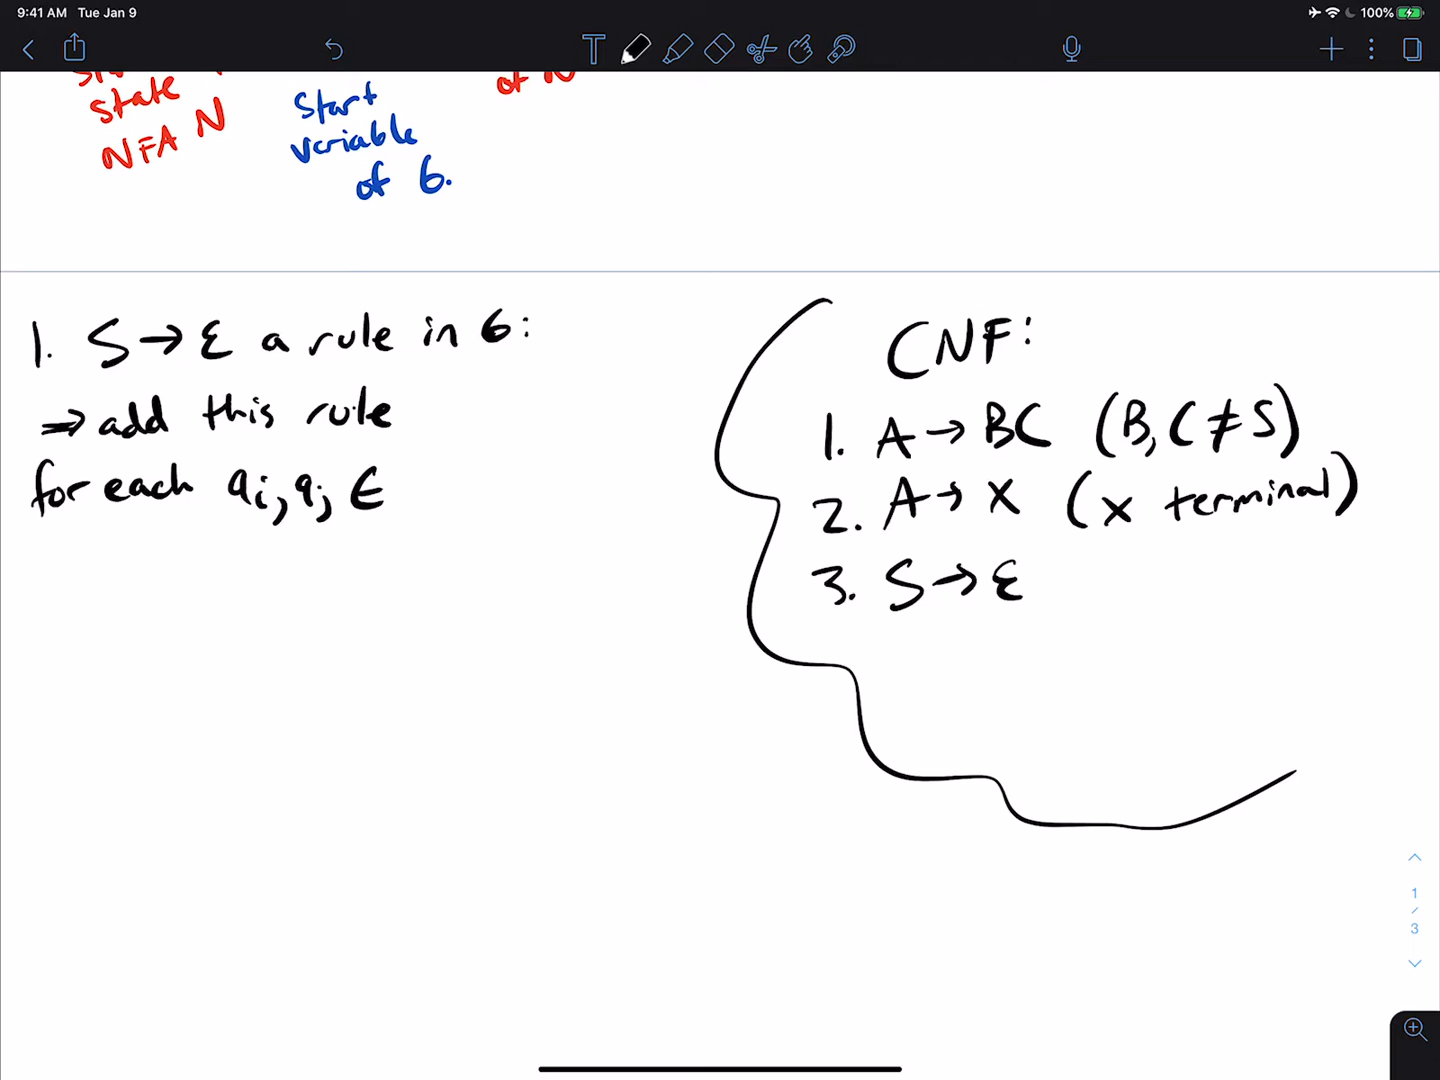 9:41 AM Tue Jan 9
100%
state
NFA N
Start
variable
of G.
of N
1. S → ε a rule in G:
⇒ add this rule
for each qi, qj ∈
CNF:
1. A → BC (B, C ≠ S)
2. A → x (x terminal)
3. S → ε
1
/
3